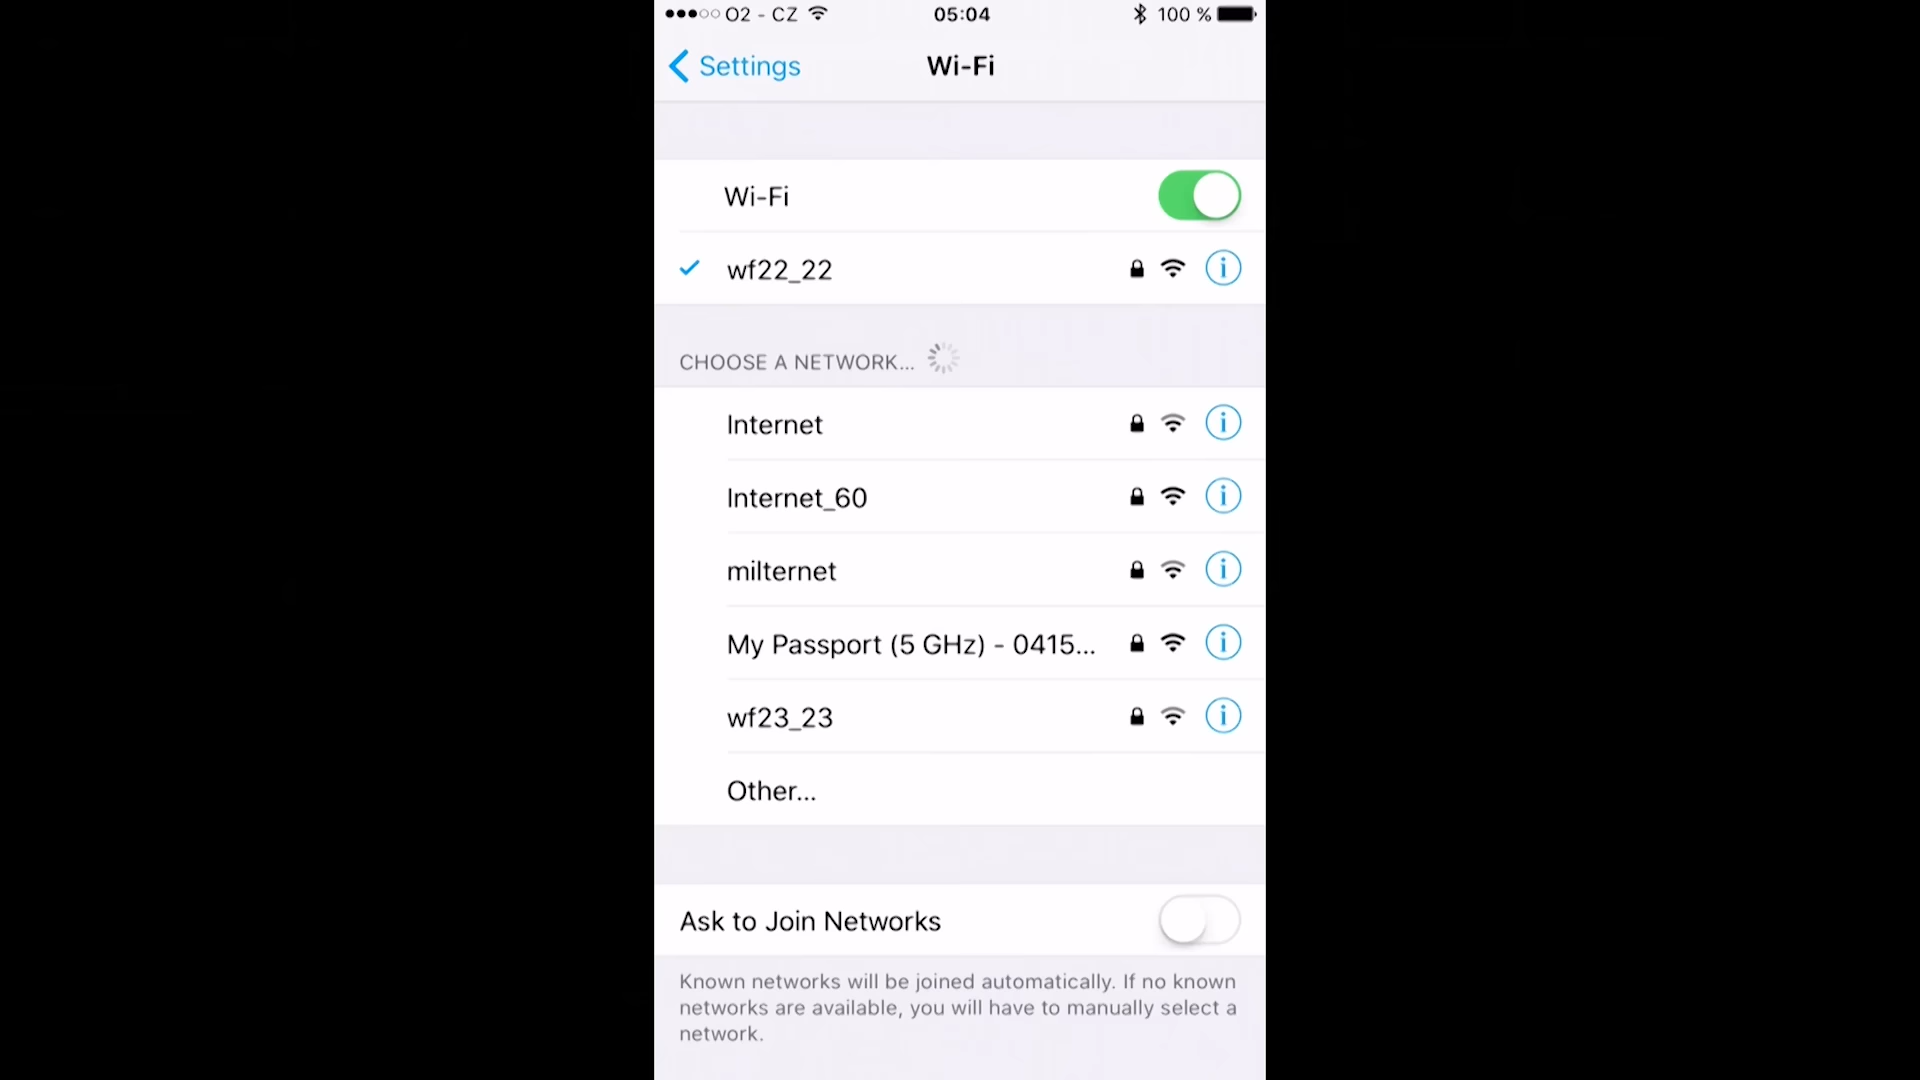 O2 - CZ 05:04 100 %
Settings Wi-Fi
Wi-Fi
wf22_22
CHOOSE A NETWORK...
Internet
Internet_60
milternet
My Passport (5 GHz) - 0415...
wf23_23
Other...
Ask to Join Networks
Known networks will be joined automatically. If no known
networks are available, you will have to manually select a
network.